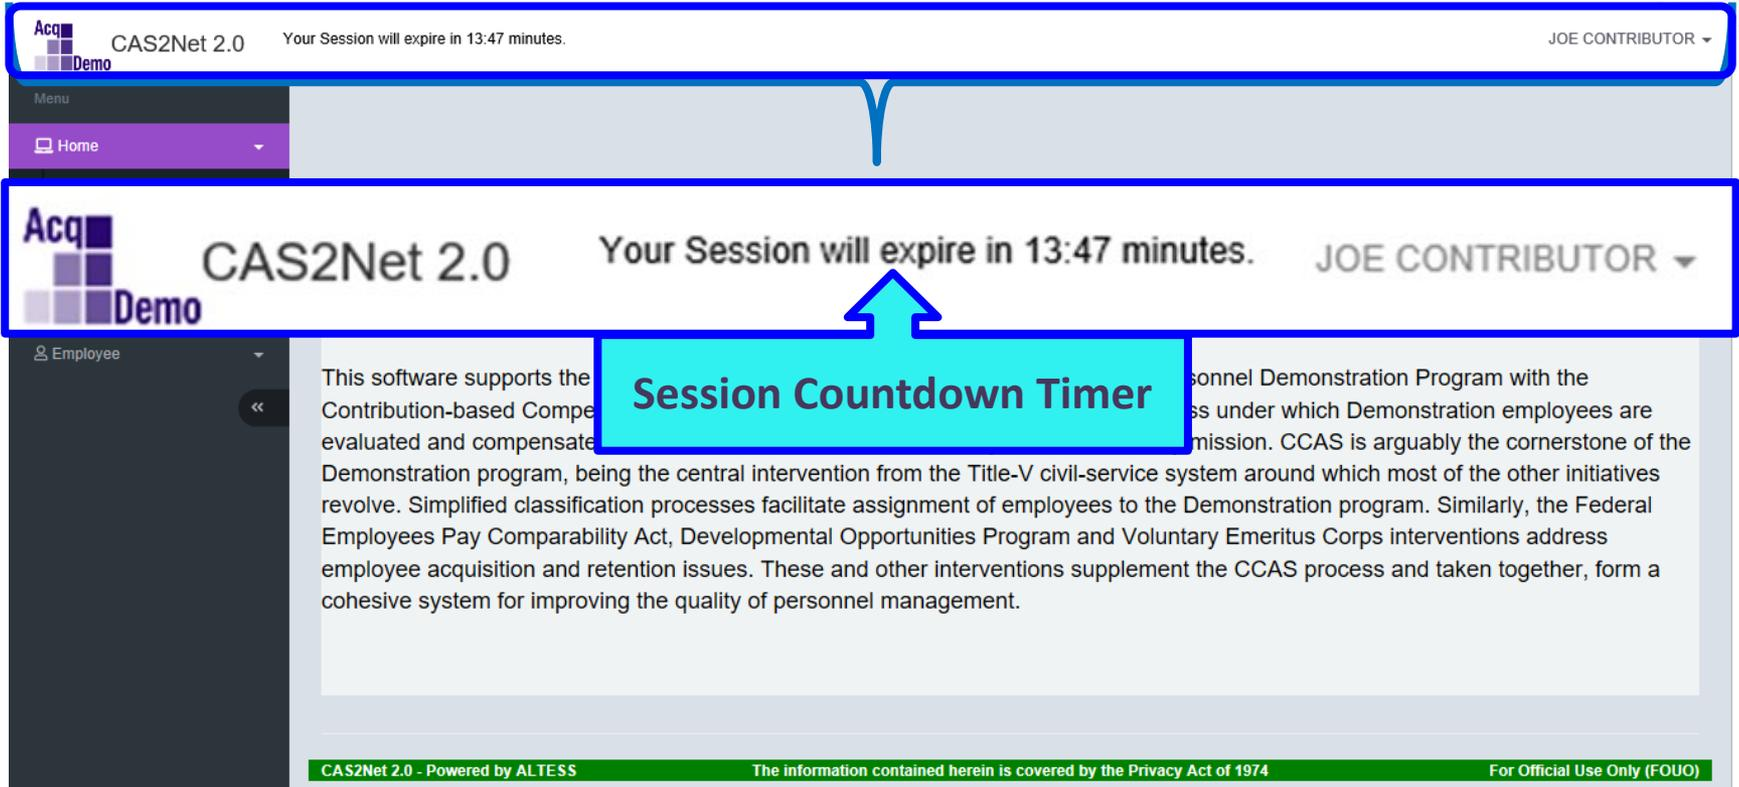 Acq
Demo
CAS2Net 2.0
Your Session will expire in 13:47 minutes.
JOE CONTRIBUTOR
Menu
Home
Acq
Demo
CAS2Net 2.0
Your Session will expire in 13:47 minutes.
JOE CONTRIBUTOR
Session Countdown Timer
Employee
This software supports the Demonstration Program with the
Contribution-based under which Demonstration employees are
evaluated and mission. CCAS is arguably the cornerstone of the
Demonstration program, being the central intervention from the Title-V civil-service system around which most of the other initiatives
revolve. Simplified classification processes facilitate assignment of employees to the Demonstration program. Similarly, the Federal
Employees Pay Comparability Act, Developmental Opportunities Program and Voluntary Emeritus Corps interventions address
employee acquisition and retention issues. These and other interventions supplement the CCAS process and taken together, form a
cohesive system for improving the quality of personnel management.
CAS2Net 2.0 - Powered by ALTESS
The information contained herein is covered by the Privacy Act of 1974
For Official Use Only (FOUO)